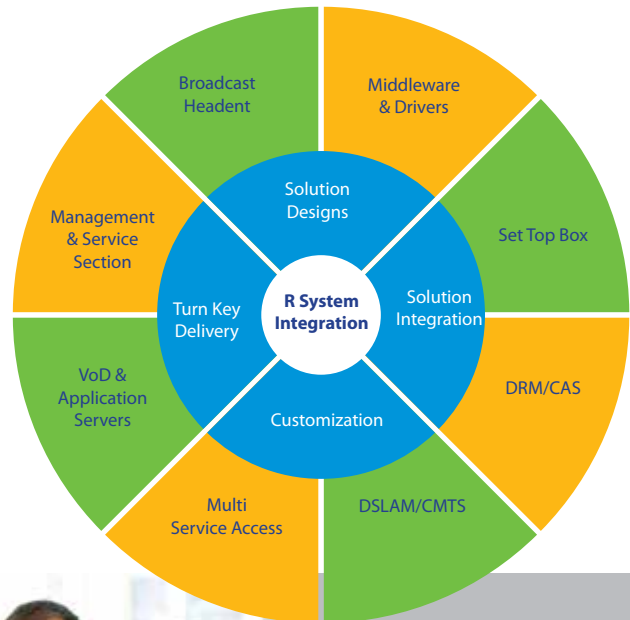 Broadcast
Headent
Middleware
& Drivers
Management
& Service
Section
Solution
Designs
Set Top Box
Turn Key
Delivery
R System
Integration
Solution
Integration
VoD &
Application
Servers
DRM/CAS
Customization
Multi
Service Access
DSLAM/CMTS